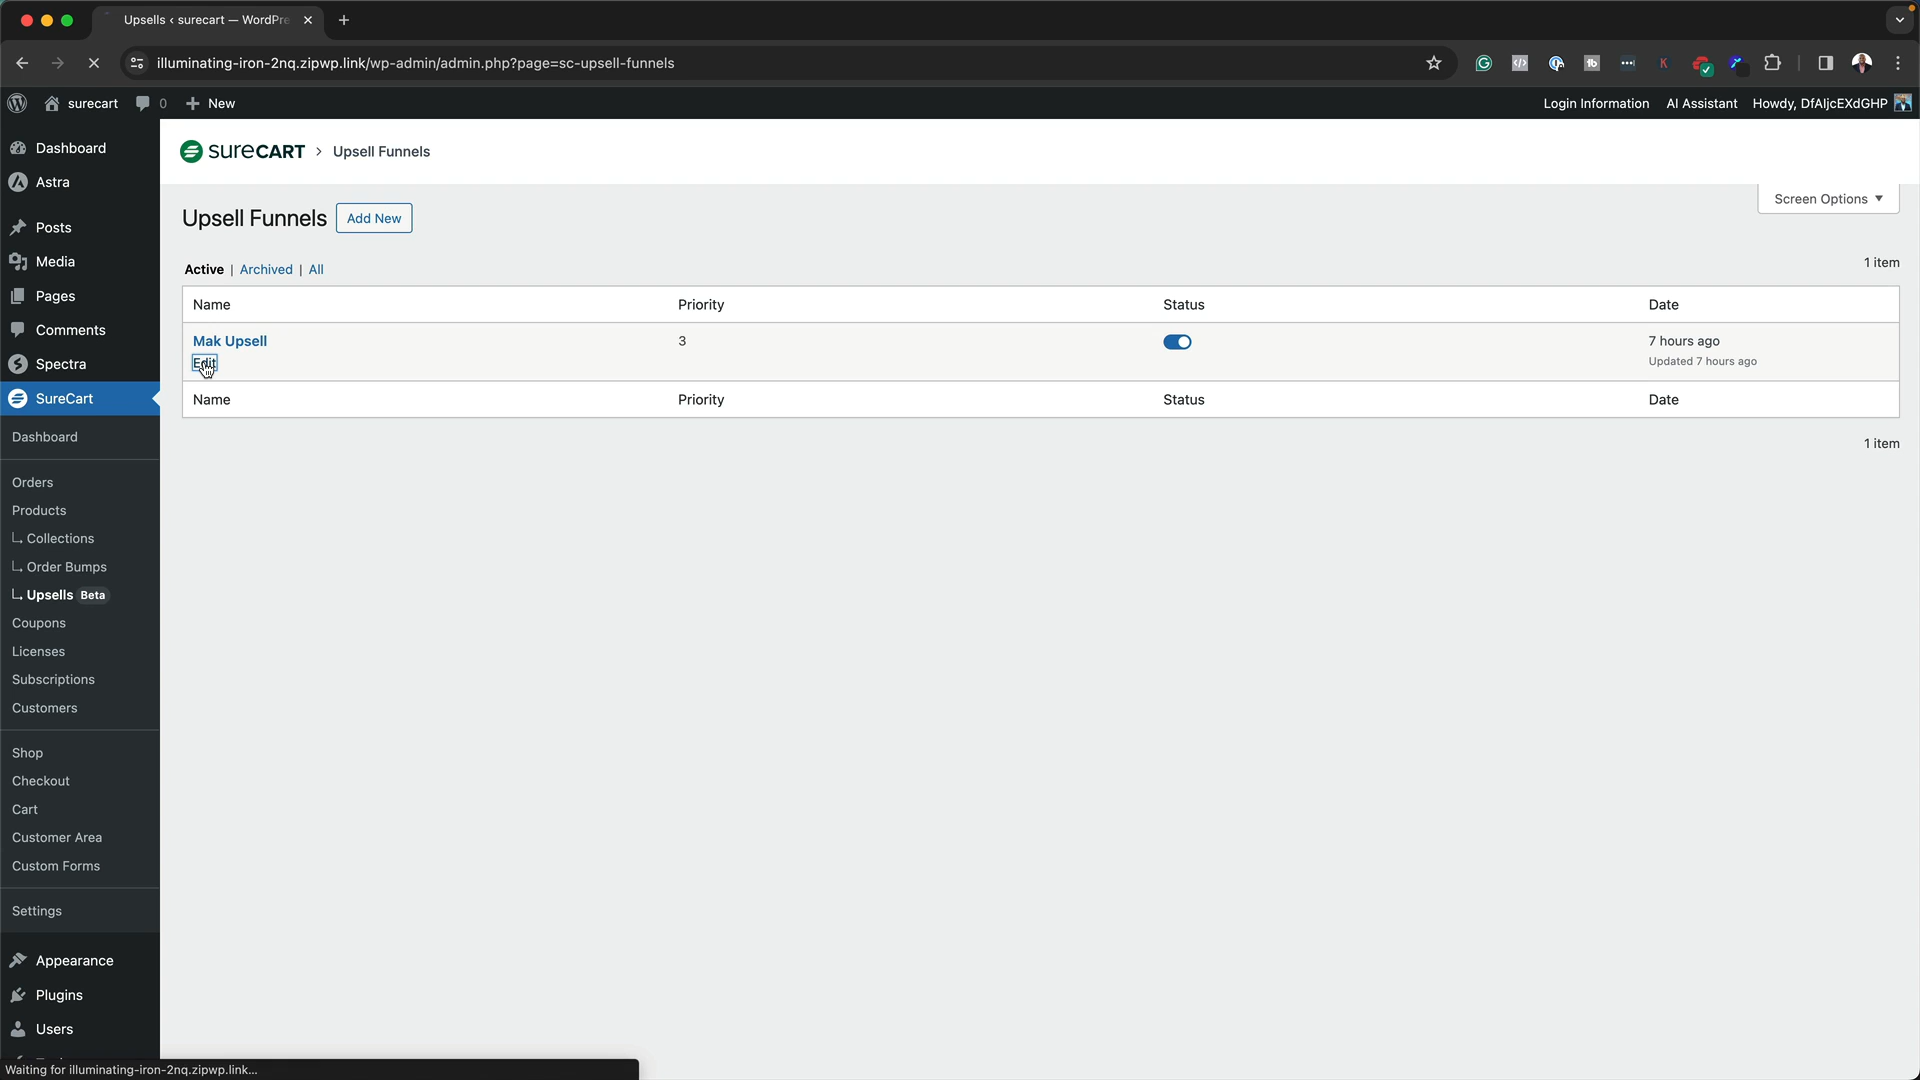 Upsells ‹ surecart — WordPre
illuminating-iron-2nq.zipwp.link/wp-admin/admin.php?page=sc-upsell-funnels
surecart 0 New
Login Information AI Assistant Howdy, DfAljcEXdGHP
Dashboard
Astra
Posts
Media
Pages
Comments
Spectra
SureCart
Dashboard
Orders
Products
Collections
Order Bumps
Upsells Beta
Coupons
Licenses
Subscriptions
Customers
Shop
Checkout
Cart
Customer Area
Custom Forms
Settings
Appearance
Plugins
Users
SURECART > Upsell Funnels
Screen Options
Upsell Funnels Add New
Active | Archived | All
1 item
Name Priority Status Date
Mak Upsell 3 7 hours ago
Edit Updated 7 hours ago
Name Priority Status Date
1 item
Waiting for illuminating-iron-2nq.zipwp.link...